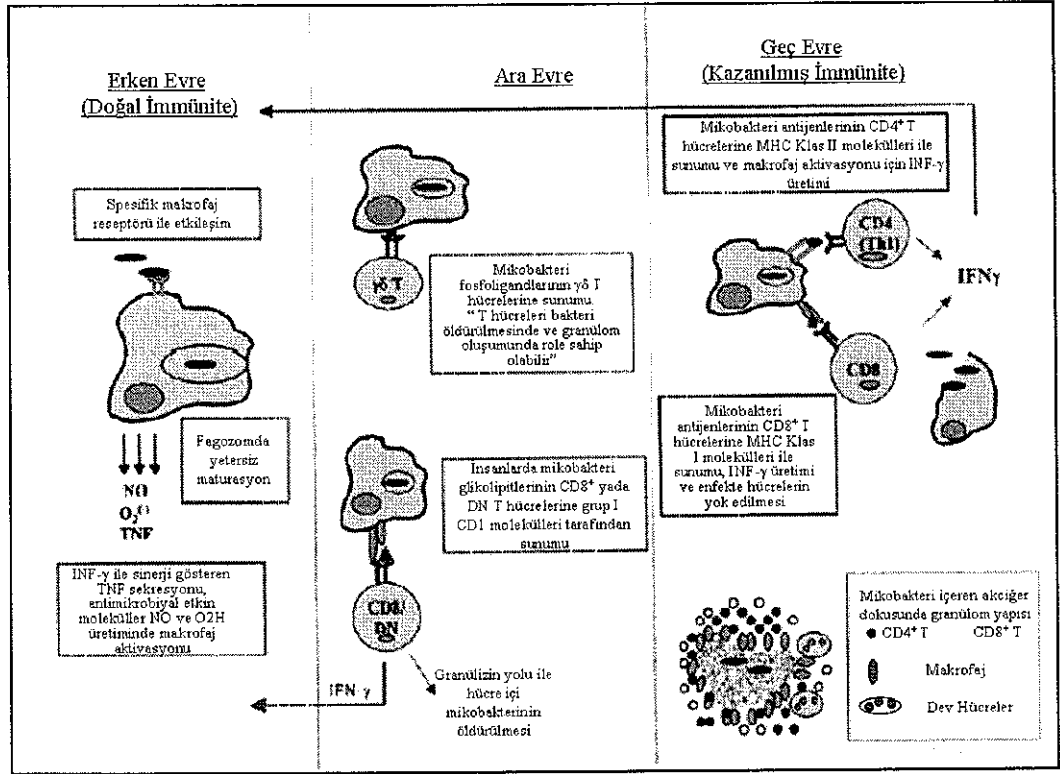 Erken Evre
(Doğal İmmünite)
Spesifik makrofaj
reseptörü ile etkileşim
Fagozomda
yetersiz
maturasyon
NO
TNF
INF-γ ile sinerji gösteren
TNF sekresyonu,
antimikrobiyal etkin
moleküller NO ve O2H
üretiminde makrofaj
aktivasyonu
Ara Evre
γδ T
Mikobakteri
fosfoligandlarının γδ T
hücrelerine sunumu.
“ T hücreleri bakteri
öldürülmesinde ve granülom
oluşumunda role sahip
olabilir”
İnsanlarda mikobakteri
glikolipitlerinin CD8⁺ yada
DN T hücrelerine grup I
CD1 molekülleri tarafından
sunumu
CD8/
DN
IFN-γ
Granülizin yolu ile
hücre içi
mikobakterinin
öldürülmesi
Geç Evre
(Kazanılmış İmmünite)
Mikobakteri antijenlerinin CD4⁺ T
hücrelerine MHC Klas II molekülleri ile
sunumu ve makrofaj aktivasyonu için INF-γ
üretimi
CD4
(Th1)
IFNγ
CD8
Mikobakteri
antijenlerinin CD8⁺ T
hücrelerine MHC Klas
I molekülleri ile
sunumu, INF-γ üretimi
ve enfekte hücrelerin
yok edilmesi
Mikobakteri içeren akciğer
dokusunda granülom yapısı
CD4⁺ T CD8⁺ T
Makrofaj
Dev Hücreler